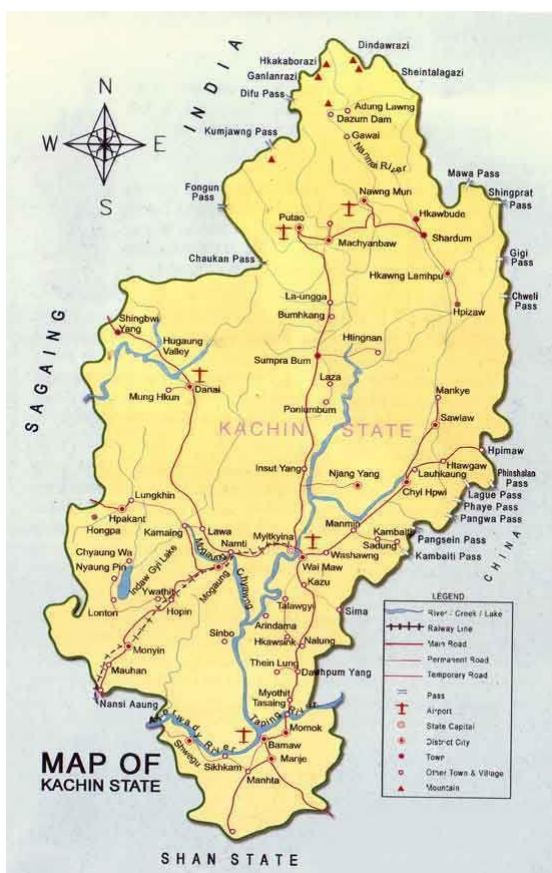 Dindawrazi
Hkakaborazi
Ganlanrazi
Sheintalagazi
Difu Pass
Adung Lawng
Dazum Dam
Gawai
INDIA
N
W
E
S
Kumjawng Pass
Mawa Pass
Fongun
Pass
Nawng Mun
Shingprat
Pass
Hkawbude
Putao
Machyanbaw
Shardum
Gigi
Pass
Chaukan Pass
Hkawng Lamhpu
Chweli
Pass
La-ungga
Hpizaw
Bumhkang
Shingbwi
Yang
Htingnan
Hugaung
Valley
Sumpra Bum
SAGAING
Danai
Laza
Mung Hkun
Mankye
KACHIN STATE
Sawlaw
Hpimaw
Insut Yang
Njang Yang
Lauhkaung
Htawgaw
Phinshalan
Pass
Chyi Hpwi
Lague Pass
Lungkhin
Phaye Pass
Hpakant
Pangwa Pass
Hongpa
Kamaing
Lawa
Manmin
Kambaiti
Myitkyina
Namti
Washawng
Sadung
Pangsein Pass
Chyaung Wa
Wai Maw
Kambaiti Pass
Nyaung Pin
Mogaung
CHINA
Indaw Gyi Lake
Kazu
Ywathit
Talawgyi
Sima
Lonton
Hopin
Arindama
Sinbo
Hkawsink
Nalung
Monyin
Thein Lung
Mauhan
Myothit
Nansi Aaung
Tasaing
Taping River
Momok
Shwegu
Bamaw
Sikhkam
Manje
Manhta
MAP OF
KACHIN STATE
SHAN STATE
LEGEND
River / Creek / Lake
Railway Line
Main Road
Permanent Road
Temporary Road
Pass
Airport
State Capital
District City
Town
Other Town & Village
Mountain